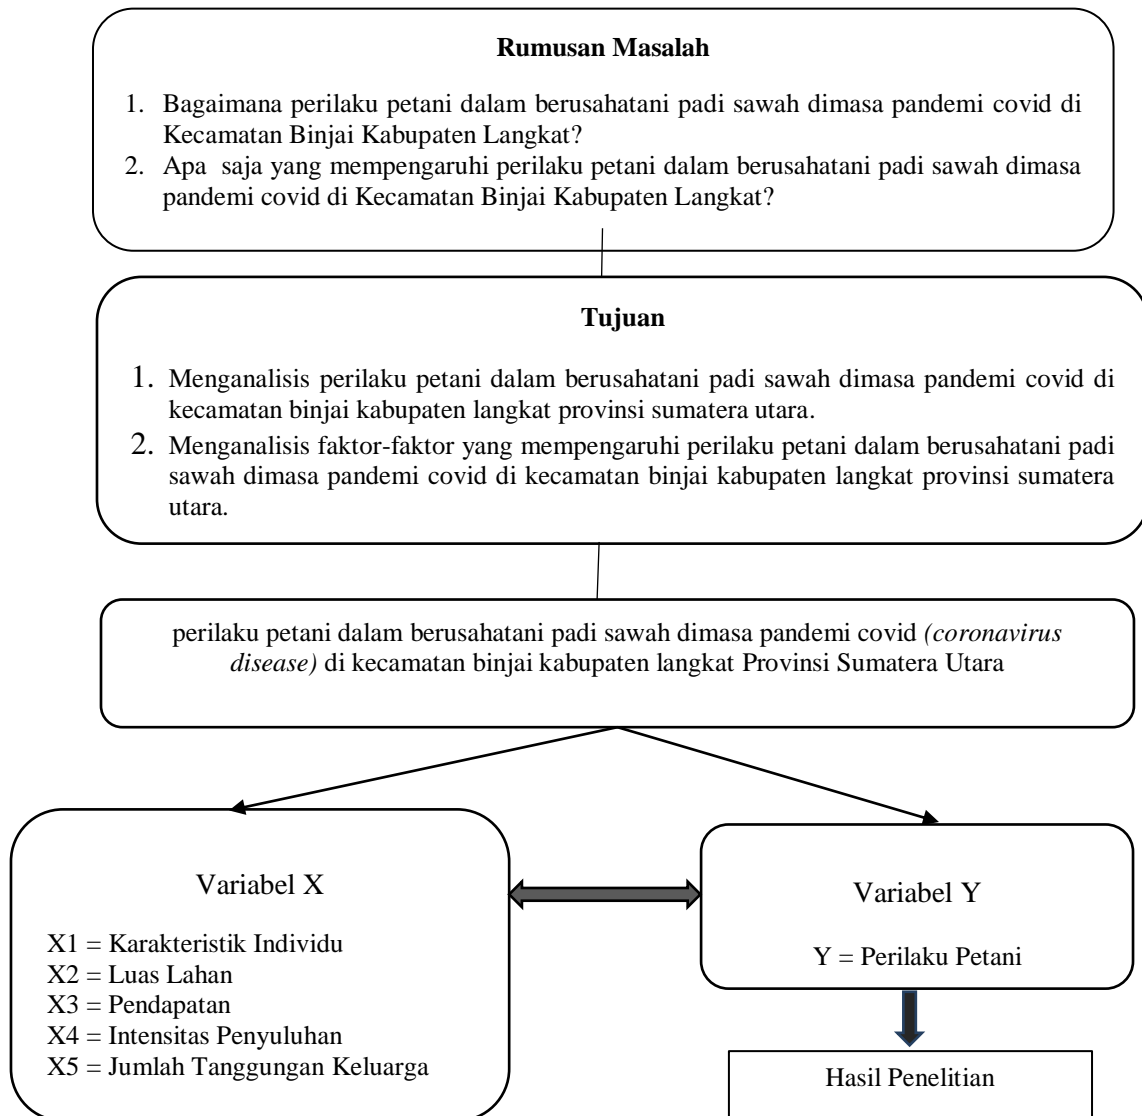 Rumusan Masalah
1. Bagaimana perilaku petani dalam berusahatani padi sawah dimasa pandemi covid di
Kecamatan Binjai Kabupaten Langkat?
2. Apa saja yang mempengaruhi perilaku petani dalam berusahatani padi sawah dimasa
pandemi covid di Kecamatan Binjai Kabupaten Langkat?
Tujuan
1. Menganalisis perilaku petani dalam berusahatani padi sawah dimasa pandemi covid di
kecamatan binjai kabupaten langkat provinsi sumatera utara.
2. Menganalisis faktor-faktor yang mempengaruhi perilaku petani dalam berusahatani padi
sawah dimasa pandemi covid di kecamatan binjai kabupaten langkat provinsi sumatera
utara.
perilaku petani dalam berusahatani padi sawah dimasa pandemi covid (coronavirus
disease) di kecamatan binjai kabupaten langkat Provinsi Sumatera Utara
Variabel X
X1 = Karakteristik Individu
X2 = Luas Lahan
X3 = Pendapatan
X4 = Intensitas Penyuluhan
X5 = Jumlah Tanggungan Keluarga
Variabel Y
Y = Perilaku Petani
Hasil Penelitian